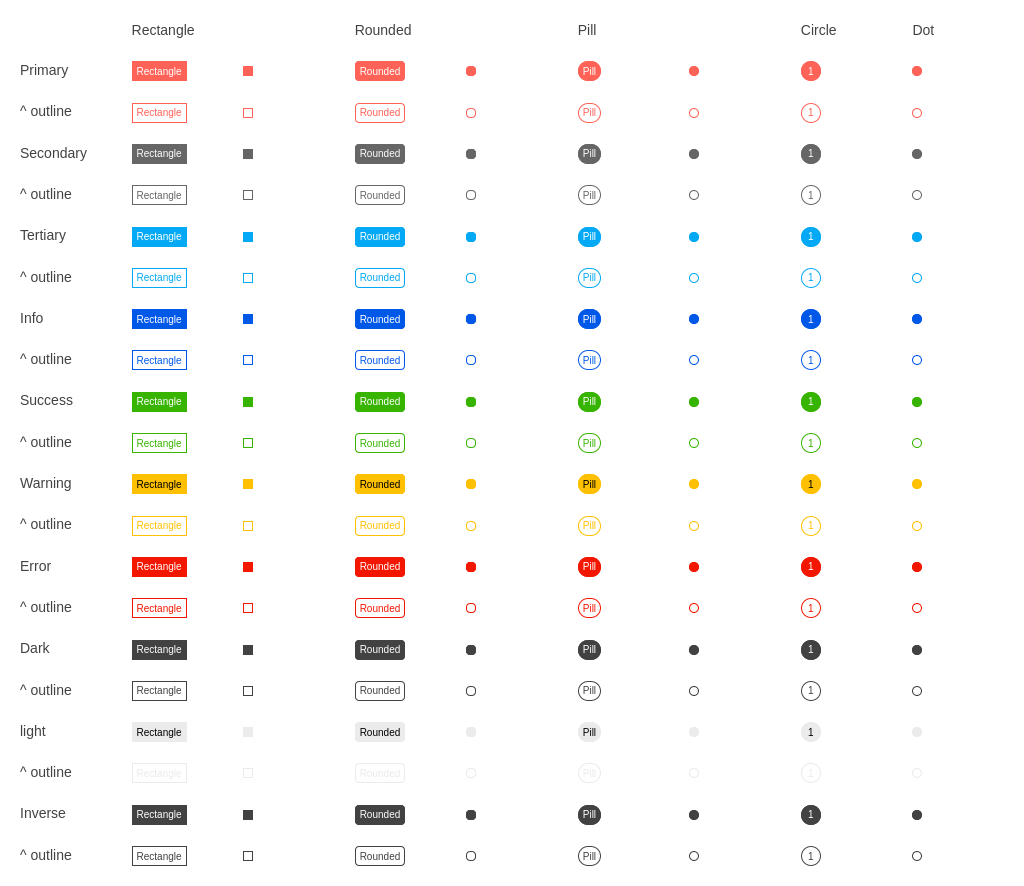 Rectangle Rounded Pill Circle Dot
Primary Rectangle Rounded Pill 1
^ outline Rectangle Rounded Pill 1
Secondary Rectangle Rounded Pill 1
^ outline Rectangle Rounded Pill 1
Tertiary Rectangle Rounded Pill 1
^ outline Rectangle Rounded Pill 1
Info Rectangle Rounded Pill 1
^ outline Rectangle Rounded Pill 1
Success Rectangle Rounded Pill 1
^ outline Rectangle Rounded Pill 1
Warning Rectangle Rounded Pill 1
^ outline Rectangle Rounded Pill 1
Error Rectangle Rounded Pill 1
^ outline Rectangle Rounded Pill 1
Dark Rectangle Rounded Pill 1
^ outline Rectangle Rounded Pill 1
light Rectangle Rounded Pill 1
^ outline Rectangle Rounded Pill 1
Inverse Rectangle Rounded Pill 1
^ outline Rectangle Rounded Pill 1